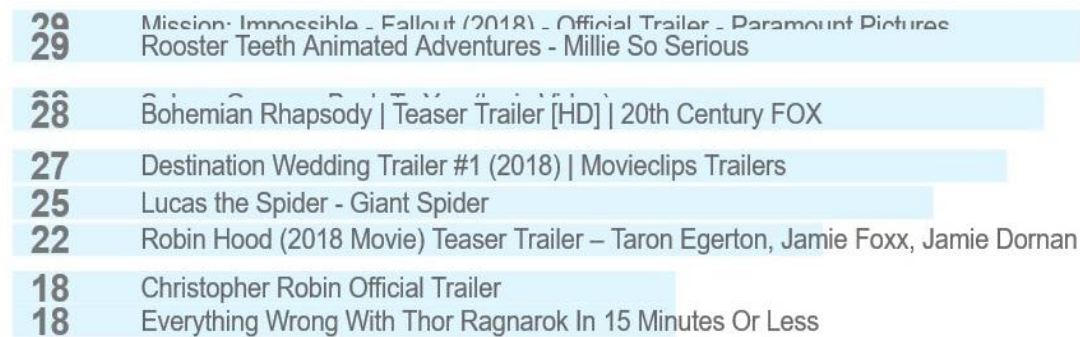 29 Mission: Impossible - Fallout (2018) - Official Trailer - Paramount Pictures
29 Rooster Teeth Animated Adventures - Millie So Serious
28 Bohemian Rhapsody | Teaser Trailer [HD] | 20th Century FOX
27 Destination Wedding Trailer #1 (2018) | Movieclips Trailers
25 Lucas the Spider - Giant Spider
22 Robin Hood (2018 Movie) Teaser Trailer – Taron Egerton, Jamie Foxx, Jamie Dornan
18 Christopher Robin Official Trailer
18 Everything Wrong With Thor Ragnarok In 15 Minutes Or Less